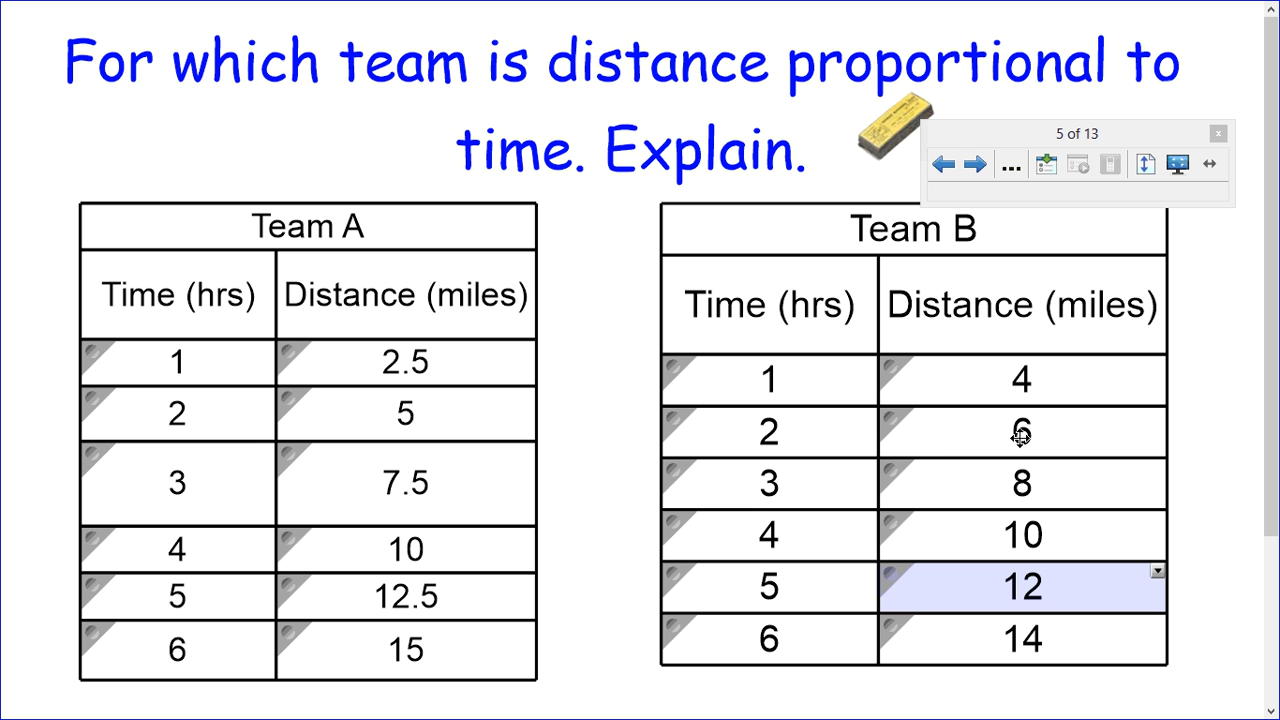 For which team is distance proportional to
time. Explain.
5 of 13
...
Team A
Time (hrs) Distance (miles)
1 2.5
2 5
3 7.5
4 10
5 12.5
6 15
Team B
Time (hrs) Distance (miles)
1 4
2 6
3 8
4 10
5 12
6 14